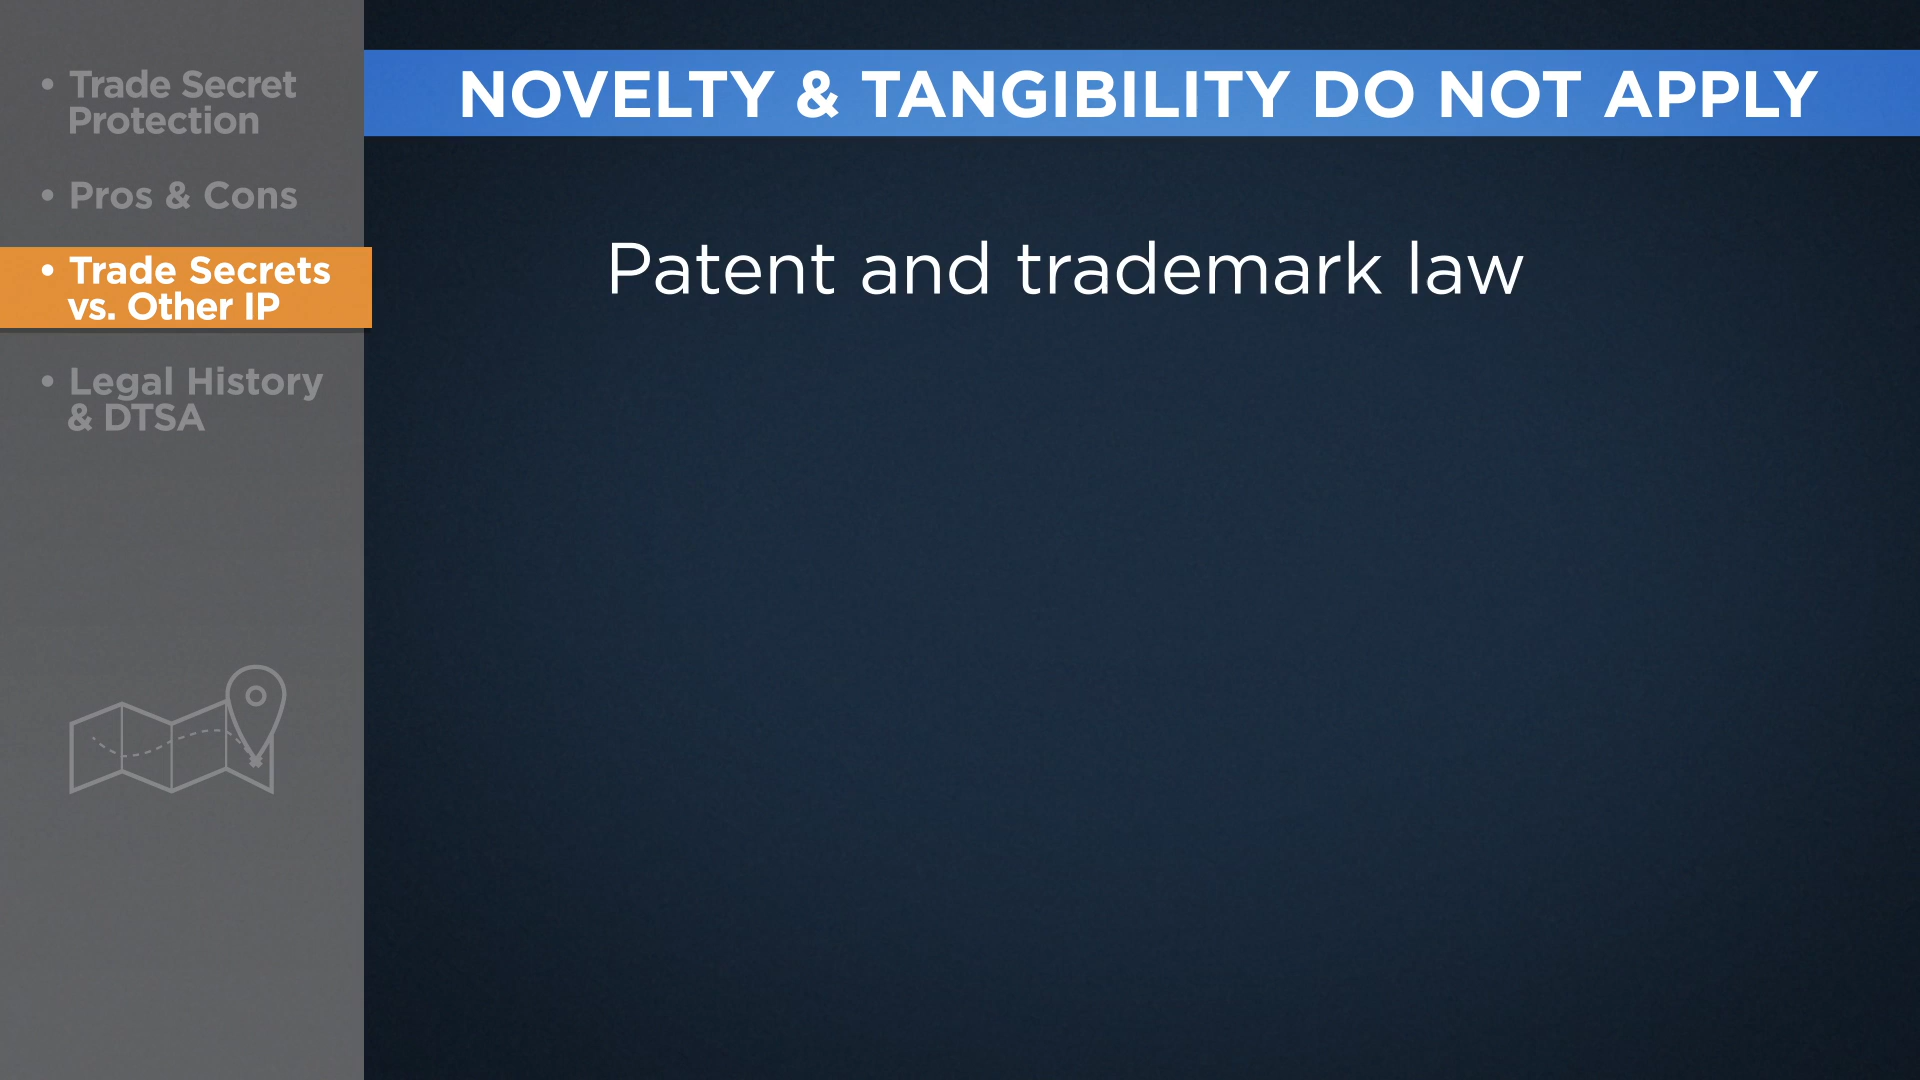 • Trade Secret
Protection
• Pros & Cons
• Trade Secrets
vs. Other IP
• Legal History
& DTSA
NOVELTY & TANGIBILITY DO NOT APPLY
Patent and trademark law